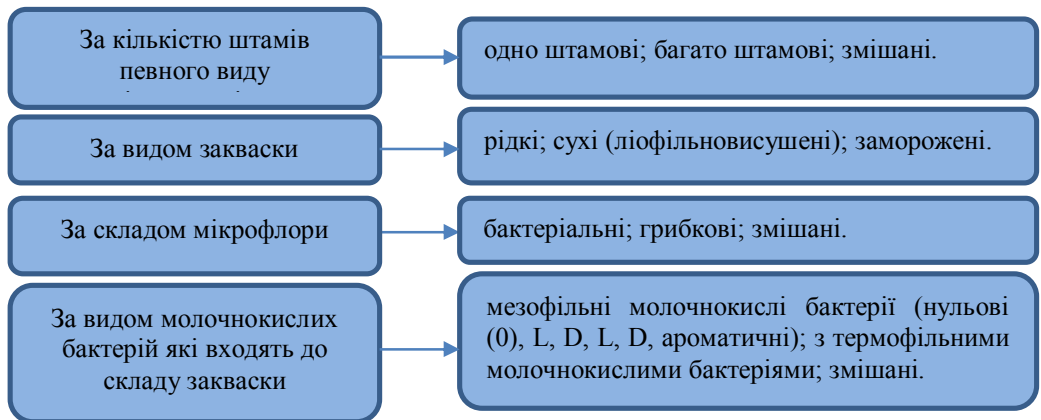 За кількістю штамів
певного виду
одно штамові; багато штамові; змішані.
За видом закваски
рідкі; сухі (ліофільновисушені); заморожені.
За складом мікрофлори
бактеріальні; грибкові; змішані.
За видом молочнокислих
бактерій які входять до
складу закваски
мезофільні молочнокислі бактерії (нульові
(0), L, D, L, D, ароматичні); з термофільними
молочнокислими бактеріями; змішані.